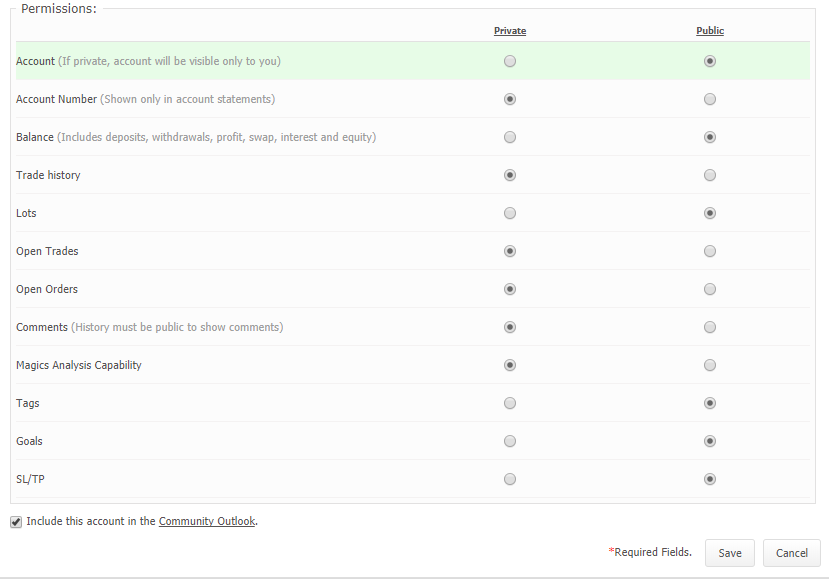 Permissions:
Private Public
Account (If private, account will be visible only to you)
Account Number (Shown only in account statements)
Balance (Includes deposits, withdrawals, profit, swap, interest and equity)
Trade history
Lots
Open Trades
Open Orders
Comments (History must be public to show comments)
Magics Analysis Capability
Tags
Goals
SL/TP
Include this account in the Community Outlook.
*Required Fields. Save Cancel